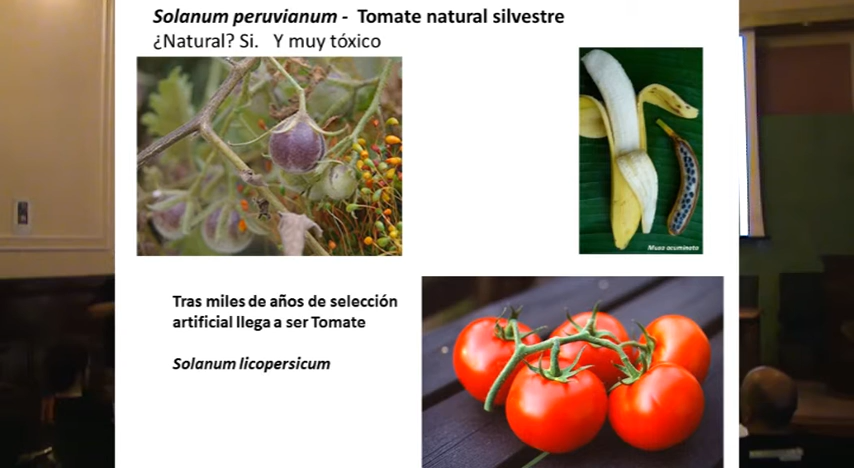 Solanum peruvianum - Tomate natural silvestre
¿Natural? Si. Y muy tóxico
Musa acuminata
Tras miles de años de selección
artificial llega a ser Tomate
Solanum licopersicum